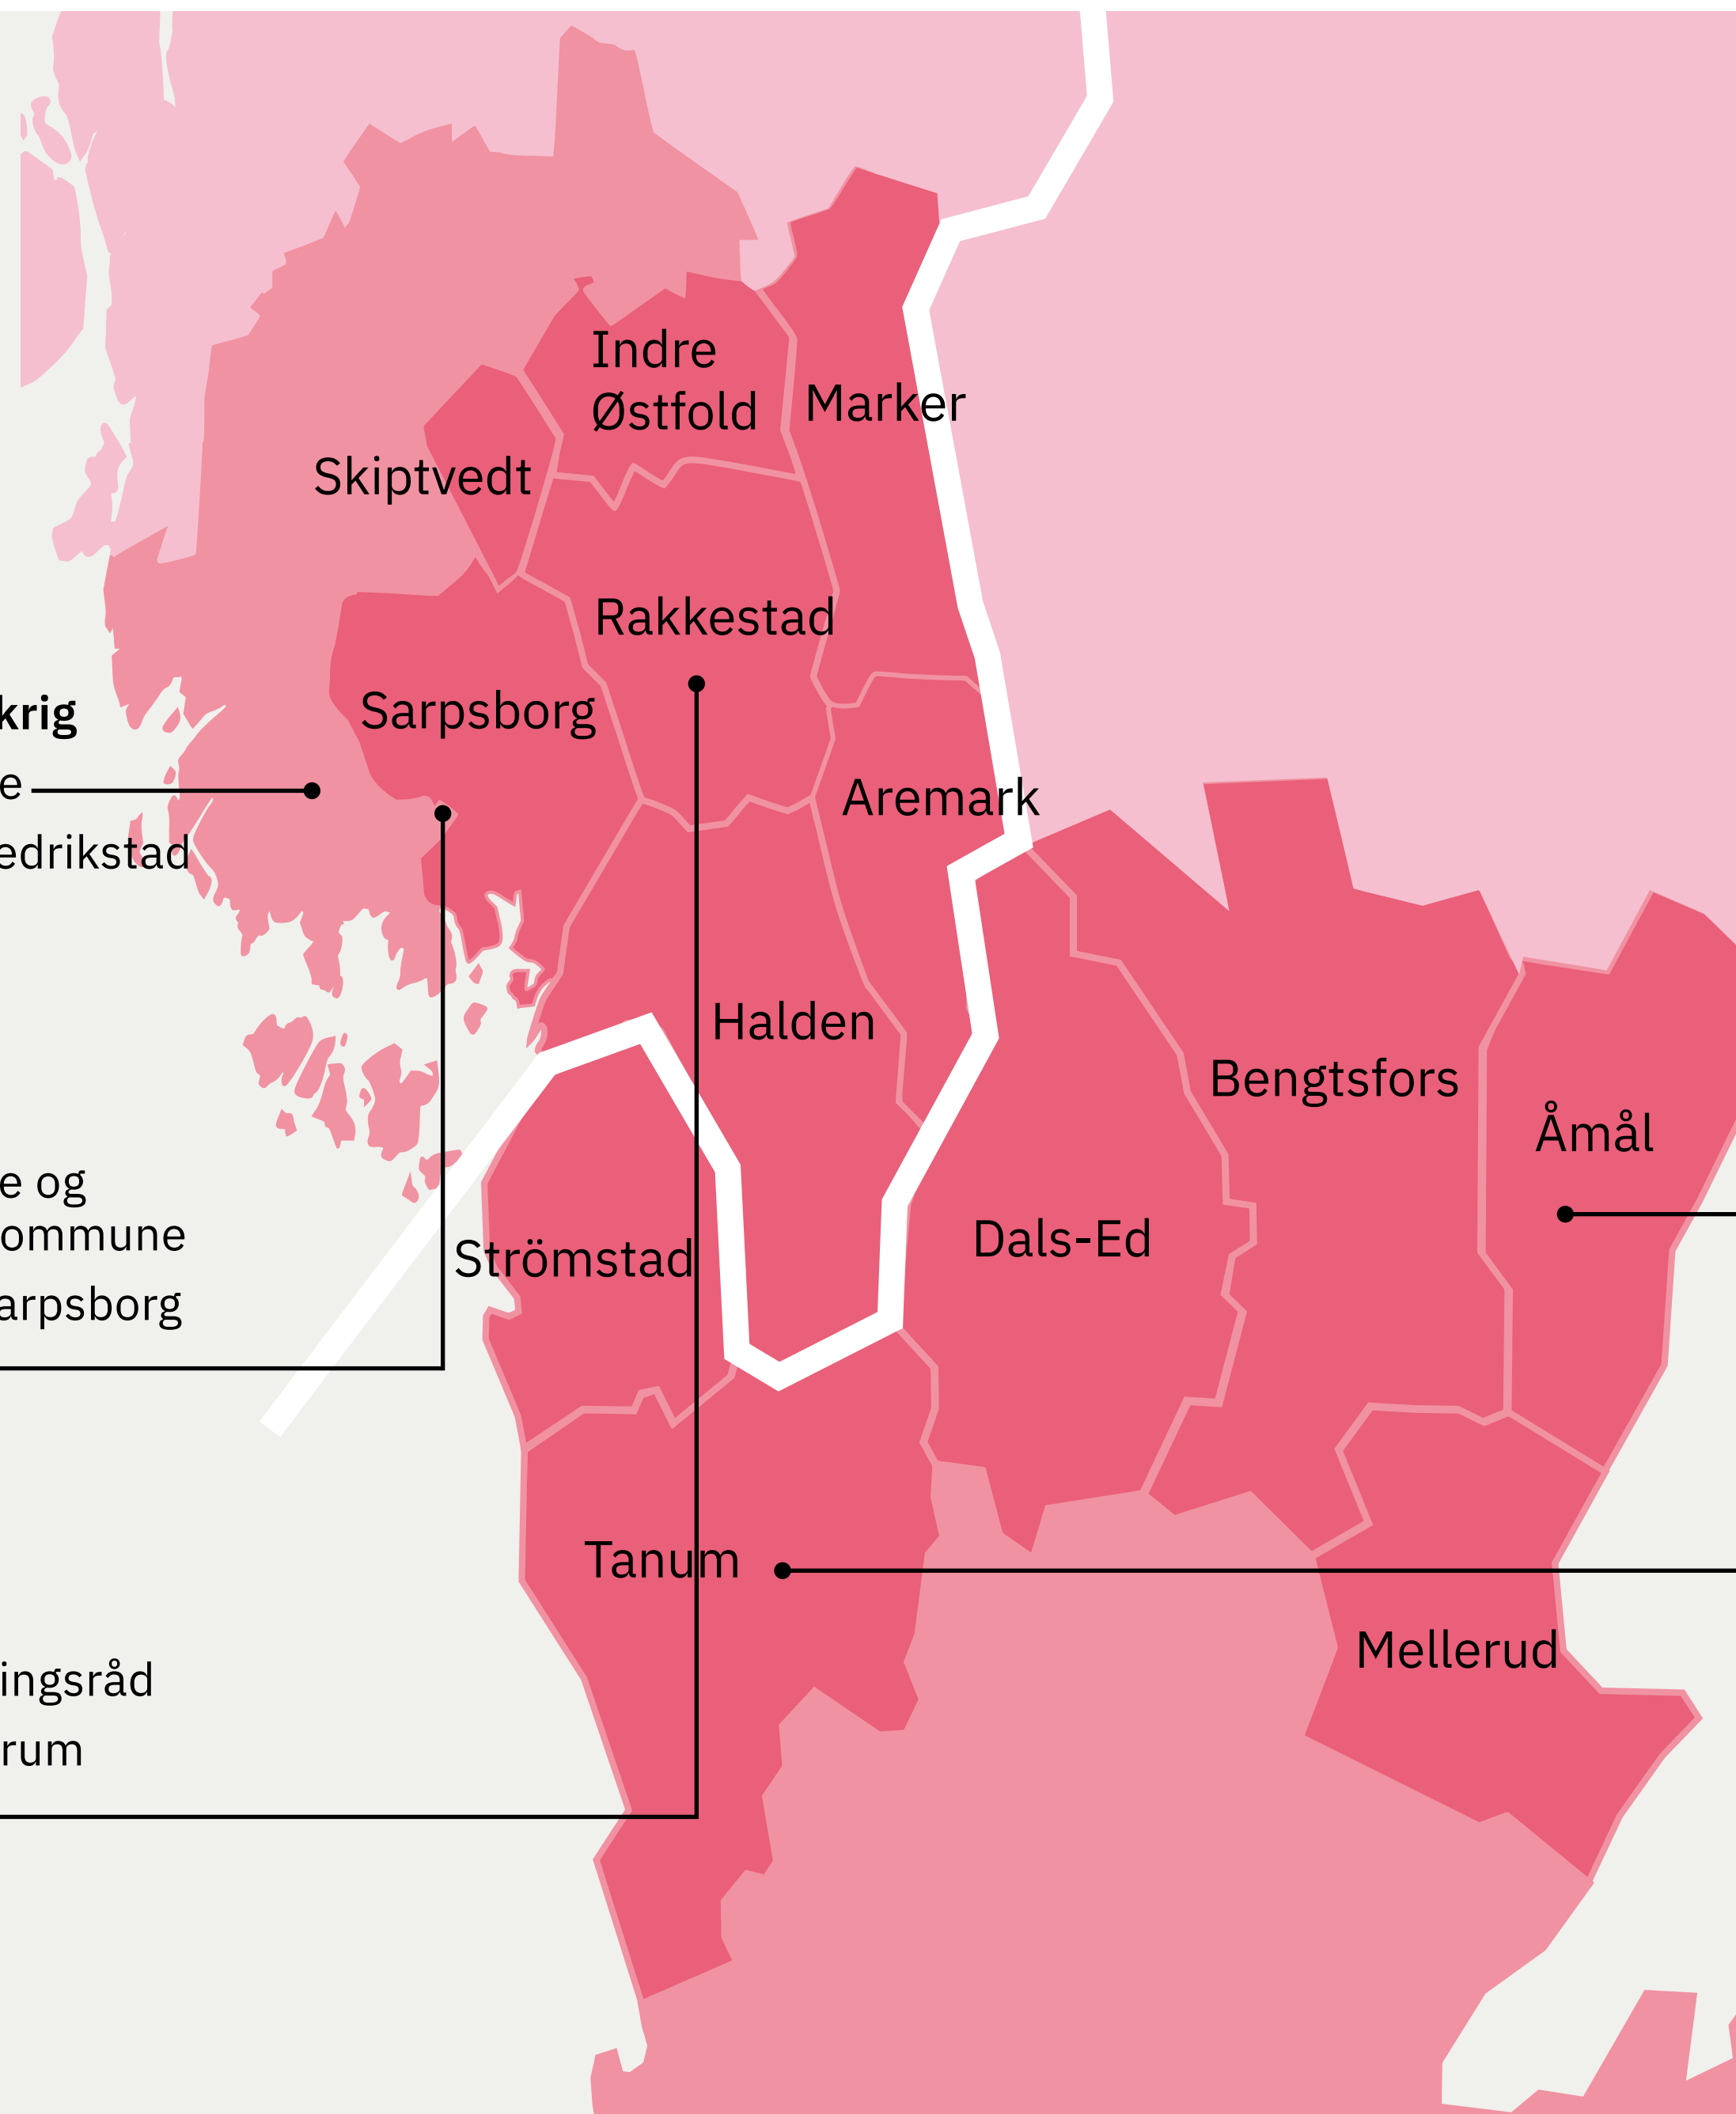 Indre
Østfold
Marker
Skiptvedt
Rakkestad
Sarpsborg
krig
e
edrikstad
Aremark
Halden
Bengtsfors
Åmål
e og
ommune
arpsborg
Strömstad
Dals-Ed
Tanum
Mellerud
ingsråd
rum